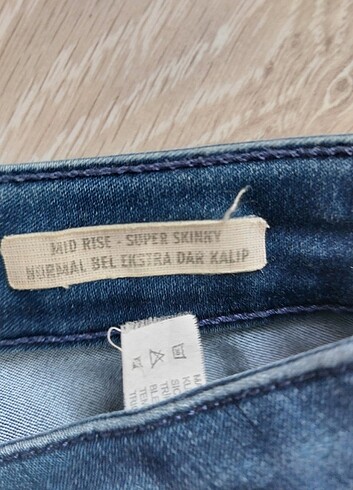 MID RISE - SUPER SKINNY
NORMAL BEL EKSTRA DAR KALIP